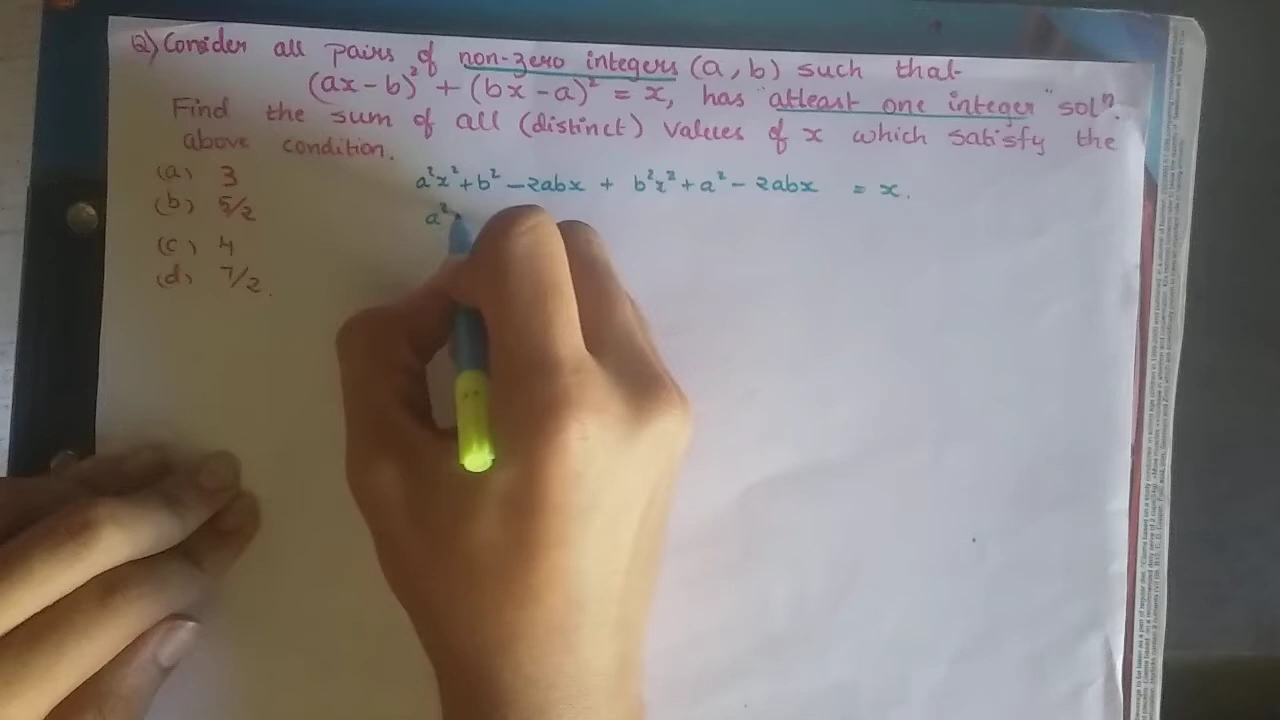 Q) Consider all pairs of non-zero integers (a, b) such that
(ax-b)² + (bx-a)² = x, has "atleast one integer" solⁿ.
Find the sum of all (distinct) values of x which satisfy the
above condition.
(a) 3
(b) 5/2
(c) 4
(d) 7/2.
a²x² + b² - 2abx + b²x² + a² - 2abx = x.
a²